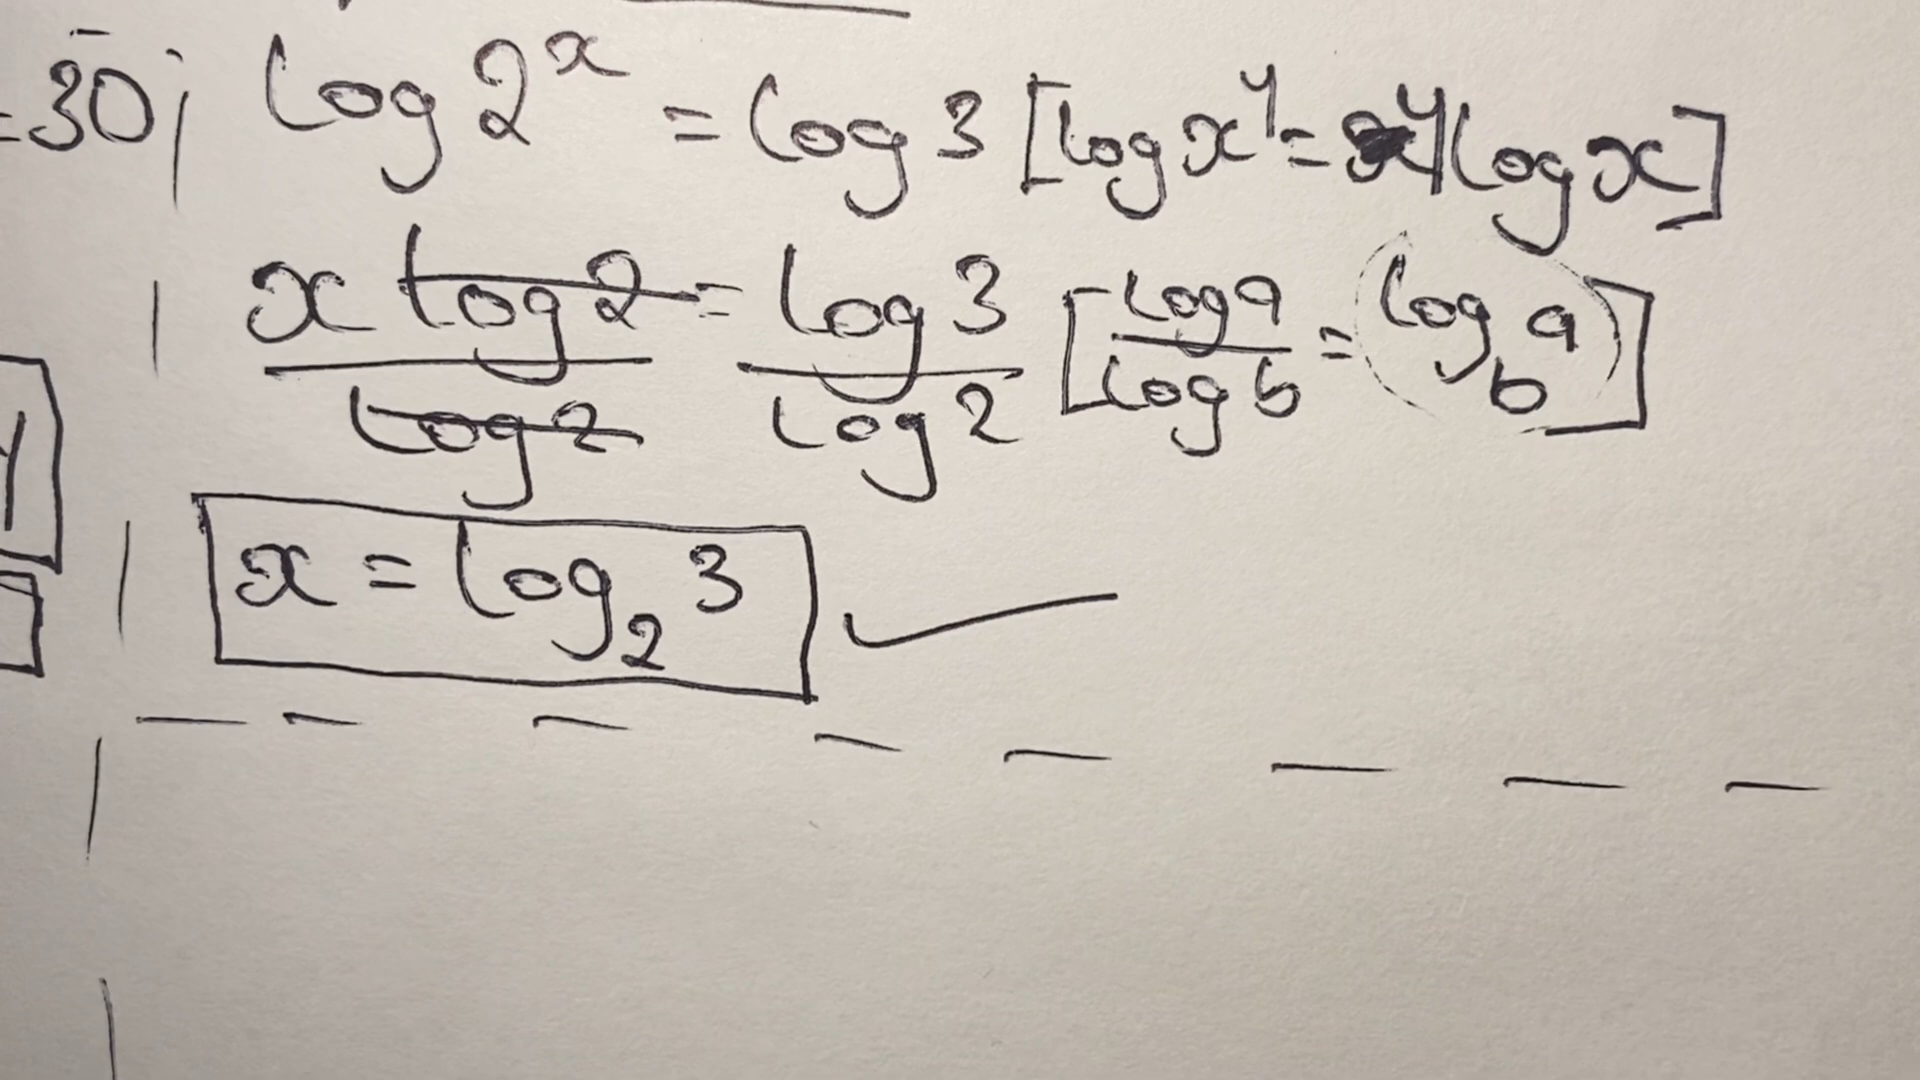 =30
log 2^x = log 3 [log x^y = y log x]
x log 2 / log 2 = log 3 / log 2 [log a / log b = log_b a]
x = log_2 3 ✓